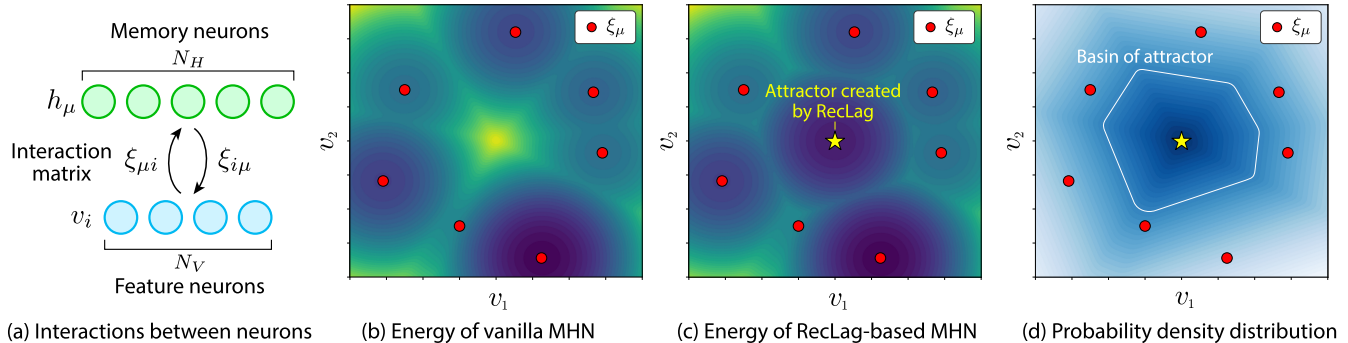 Memory neurons
N_H
h_μ
Interaction
matrix
ξ_μi
ξ_iμ
v_i
N_V
Feature neurons
(a) Interactions between neurons
ξ_μ
v_2
v_1
(b) Energy of vanilla MHN
ξ_μ
Attractor created
by RecLag
v_2
v_1
(c) Energy of RecLag-based MHN
ξ_μ
Basin of attractor
v_2
v_1
(d) Probability density distribution